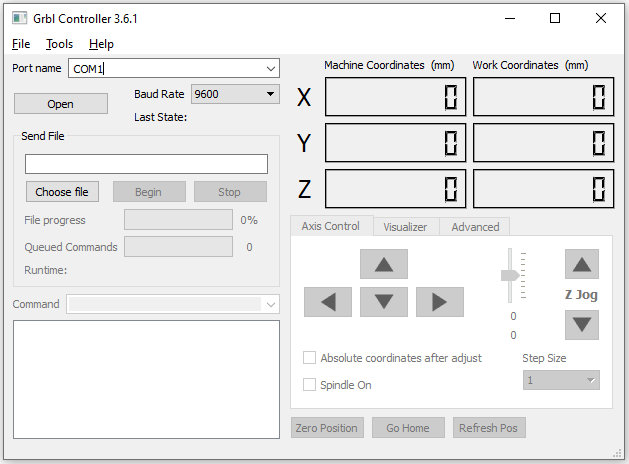 Grbl Controller 3.6.1
File Tools Help
Port name COM1
Open
Baud Rate 9600
Last State:
Send File
Choose file Begin Stop
File progress 0%
Queued Commands 0
Runtime:
Command
Machine Coordinates (mm) Work Coordinates (mm)
X 0 0
Y 0 0
Z 0 0
Axis Control Visualizer Advanced
Z Jog
0
0
Absolute coordinates after adjust
Spindle On
Step Size
1
Zero Position Go Home Refresh Pos